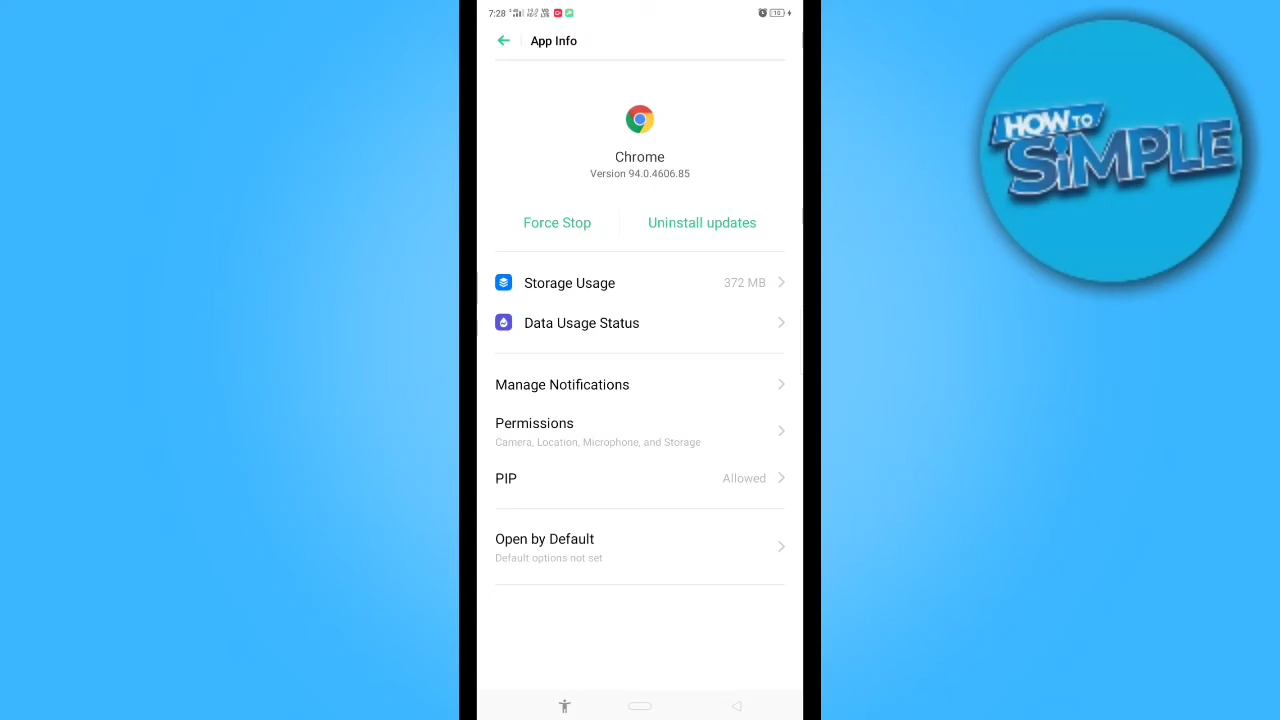 7:28
10
App Info
Chrome
Version 94.0.4606.85
Force Stop
Uninstall updates
Storage Usage
372 MB
Data Usage Status
Manage Notifications
Permissions
Camera, Location, Microphone, and Storage
PIP
Allowed
Open by Default
Default options not set
HOW TO
SiMPLE